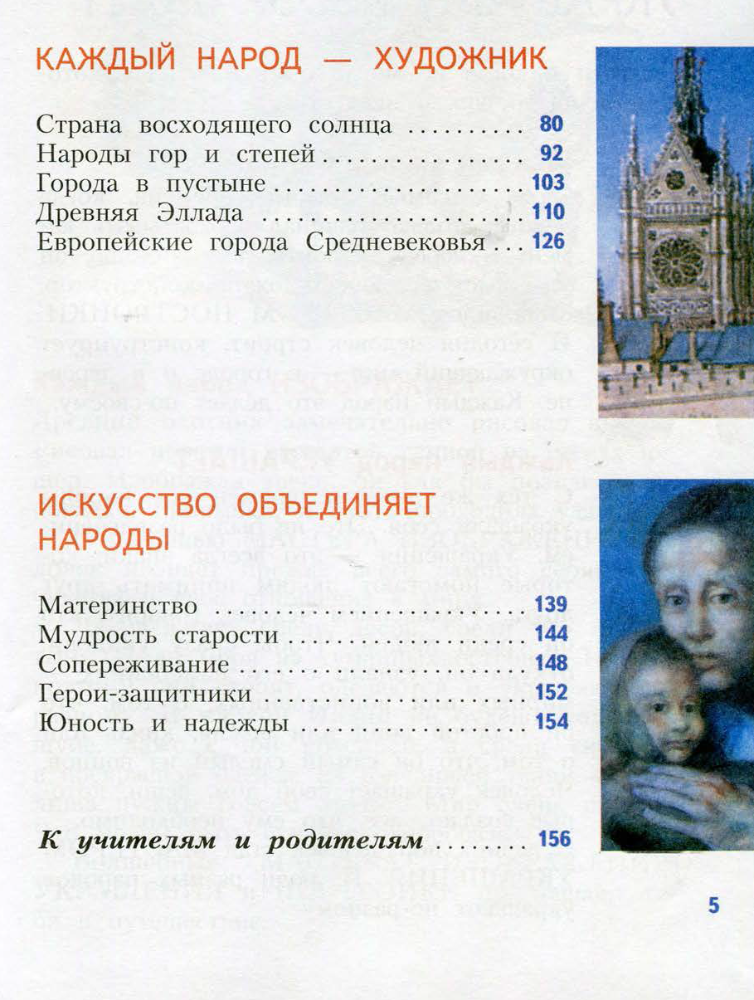 КАЖДЫЙ НАРОД — ХУДОЖНИК
Страна восходящего солнца .......... 80
Народы гор и степей ................. 92
Города в пустыне ..................... 103
Древняя Эллада ...................... 110
Европейские города Средневековья ... 126
ИСКУССТВО ОБЪЕДИНЯЕТ
НАРОДЫ
Материнство .......................... 139
Мудрость старости .................... 144
Сопереживание ........................ 148
Герои-защитники ...................... 152
Юность и надежды ................... 154
К учителям и родителям ........ 156
5